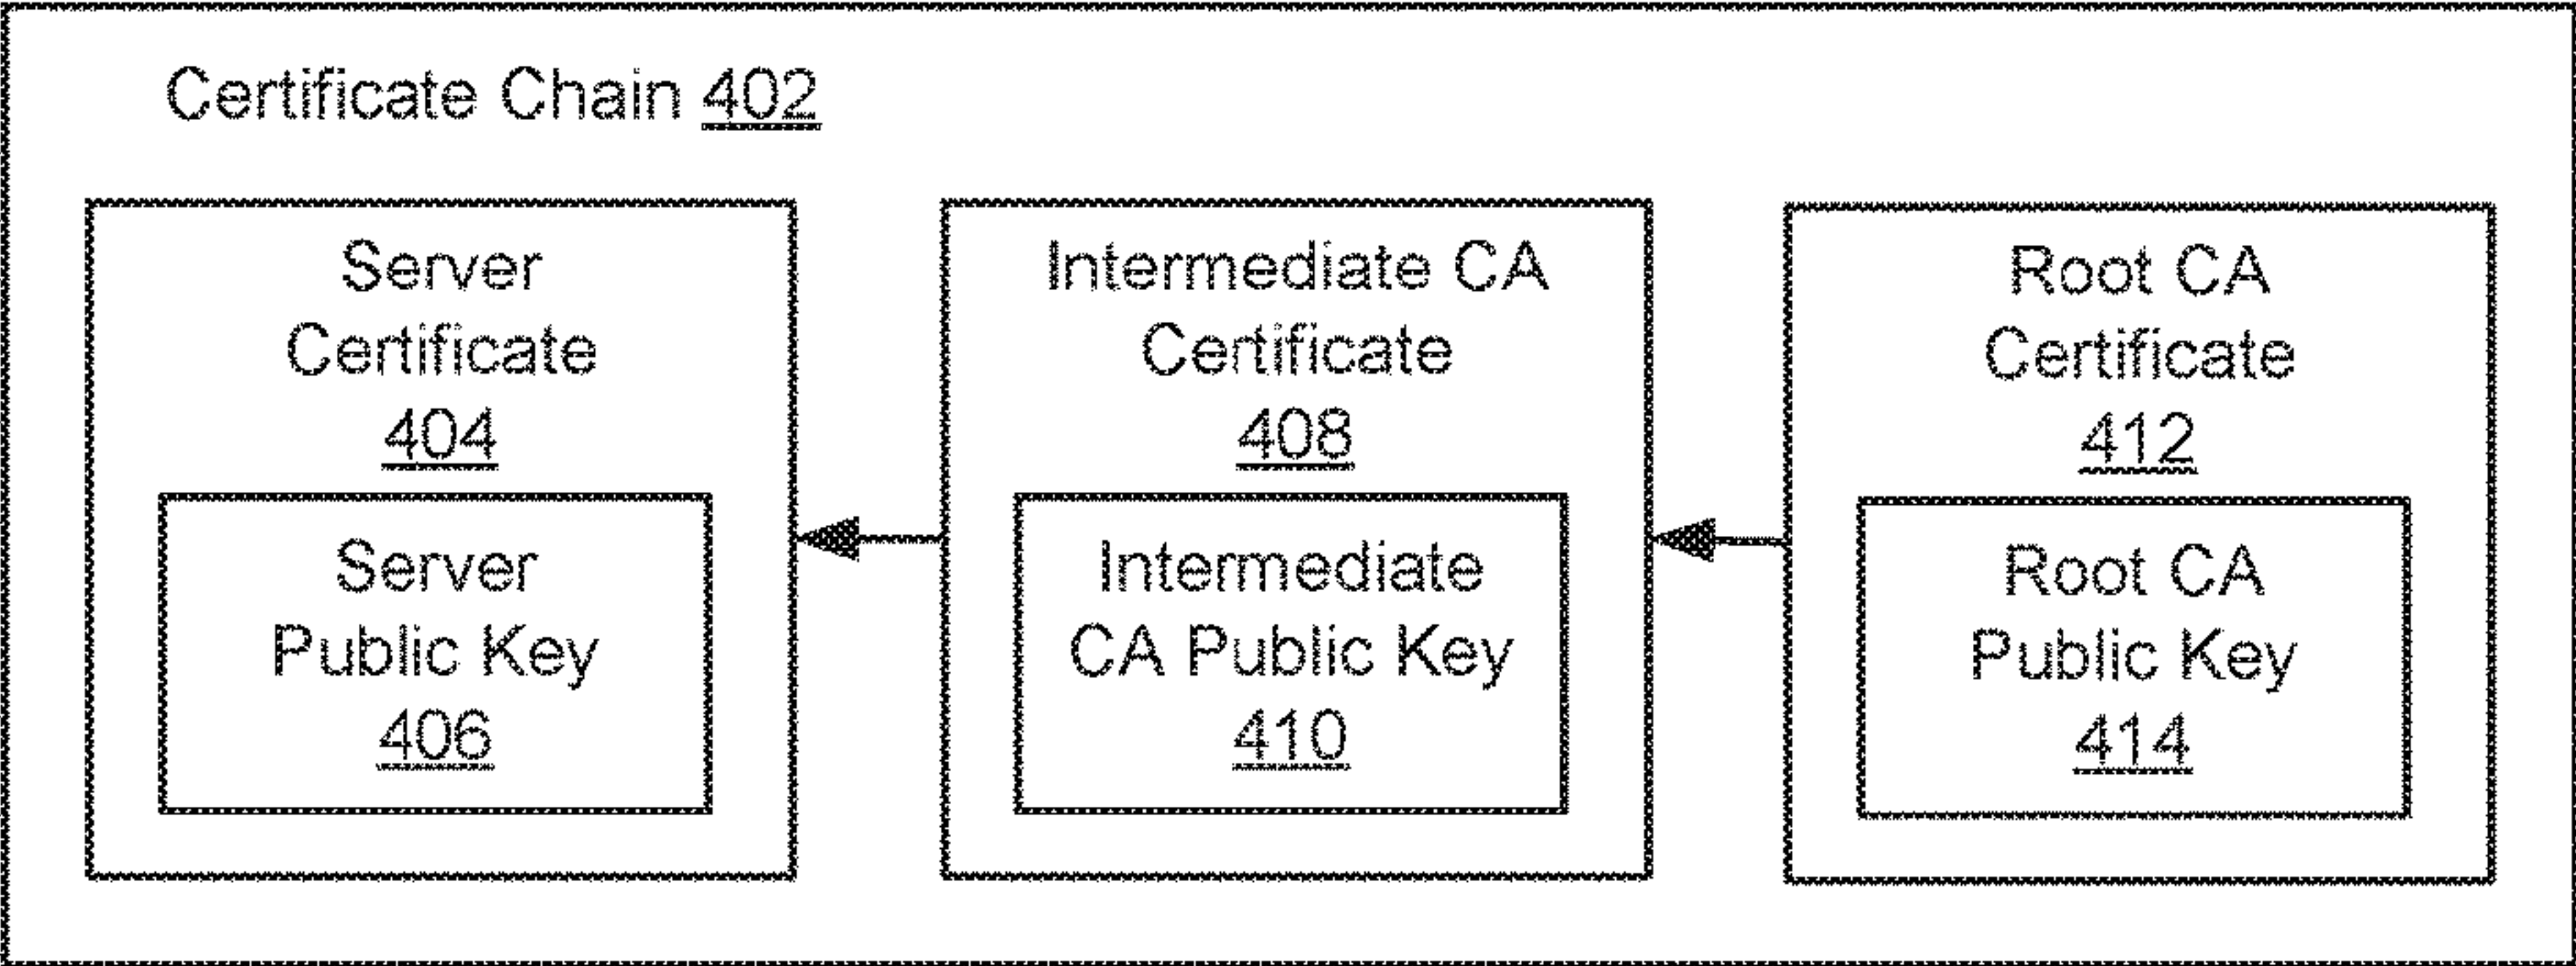 Certificate Chain 402
Server
Certificate
404
Server
Public Key
406
Intermediate CA
Certificate
408
Intermediate
CA Public Key
410
Root CA
Certificate
412
Root CA
Public Key
414